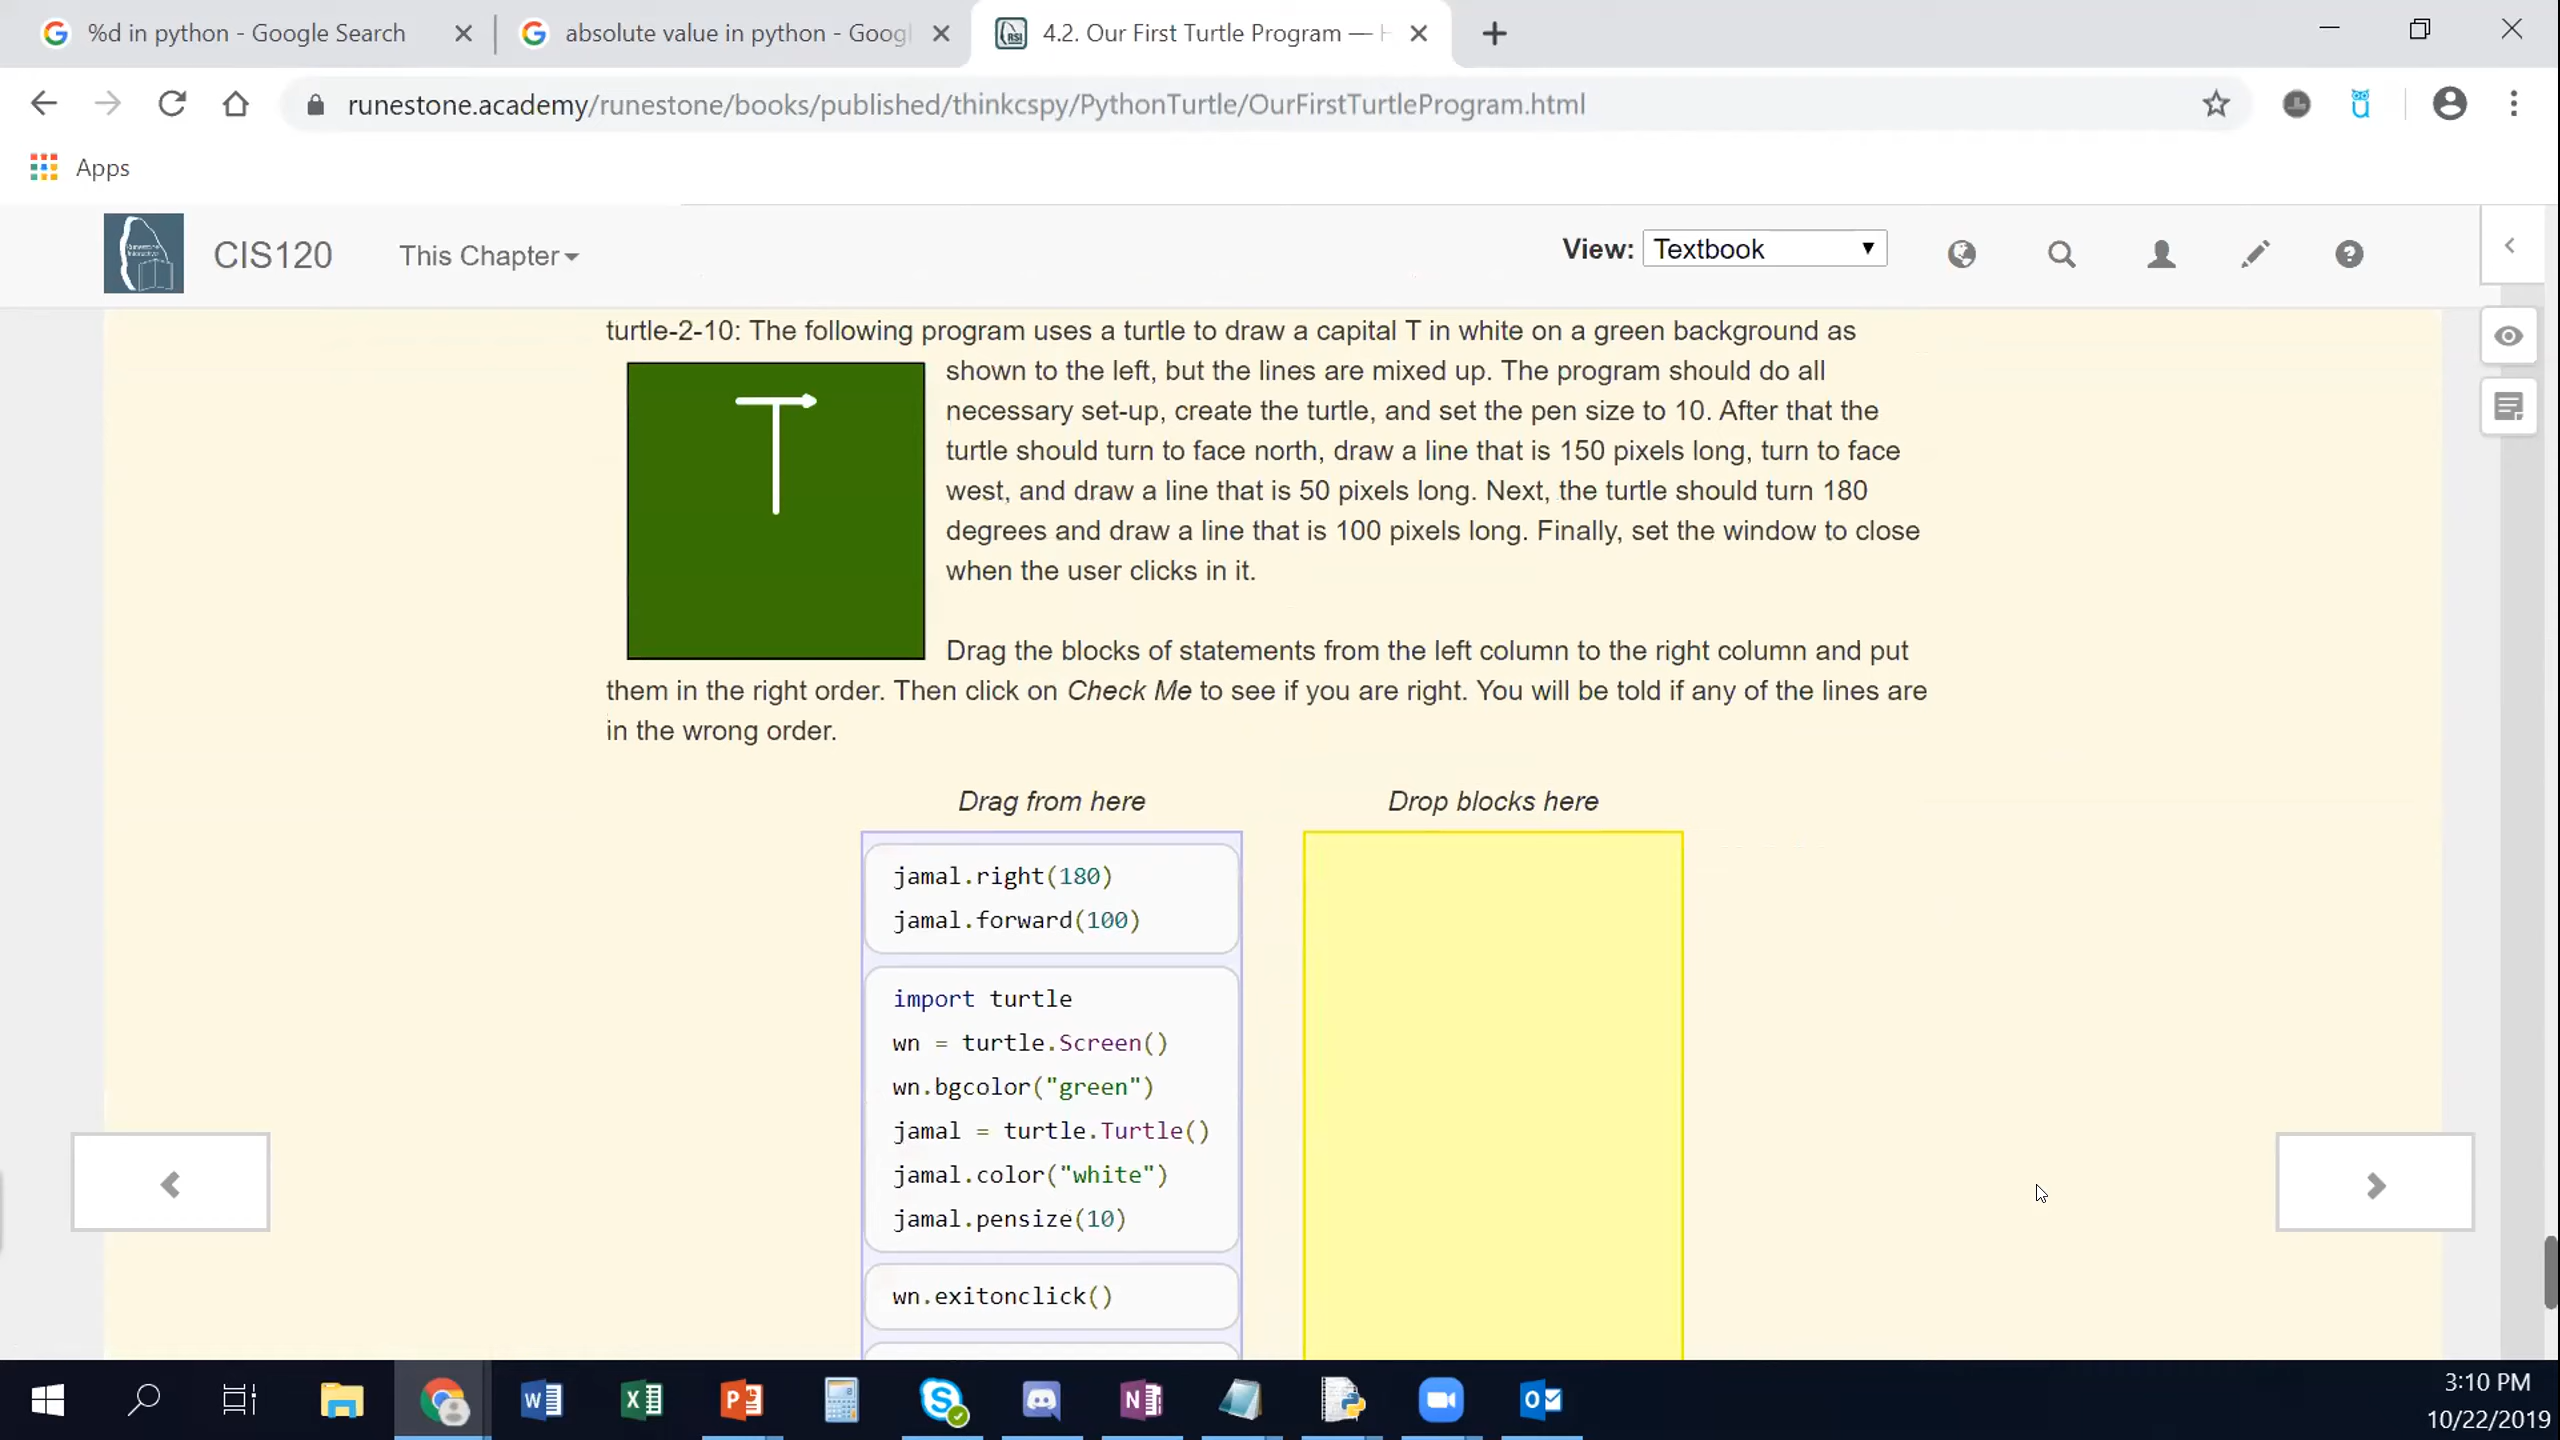 %d in python - Google Search
absolute value in python - Googl
4.2. Our First Turtle Program —
runestone.academy/runestone/books/published/thinkcspy/PythonTurtle/OurFirstTurtleProgram.html
Apps
CIS120
This Chapter
View:
Textbook
turtle-2-10: The following program uses a turtle to draw a capital T in white on a green background as
shown to the left, but the lines are mixed up. The program should do all
necessary set-up, create the turtle, and set the pen size to 10. After that the
turtle should turn to face north, draw a line that is 150 pixels long, turn to face
west, and draw a line that is 50 pixels long. Next, the turtle should turn 180
degrees and draw a line that is 100 pixels long. Finally, set the window to close
when the user clicks in it.
Drag the blocks of statements from the left column to the right column and put
them in the right order. Then click on Check Me to see if you are right. You will be told if any of the lines are
in the wrong order.
Drag from here
Drop blocks here
jamal.right(180)
jamal.forward(100)
import turtle
wn = turtle.Screen()
wn.bgcolor("green")
jamal = turtle.Turtle()
jamal.color("white")
jamal.pensize(10)
wn.exitonclick()
3:10 PM
10/22/2019